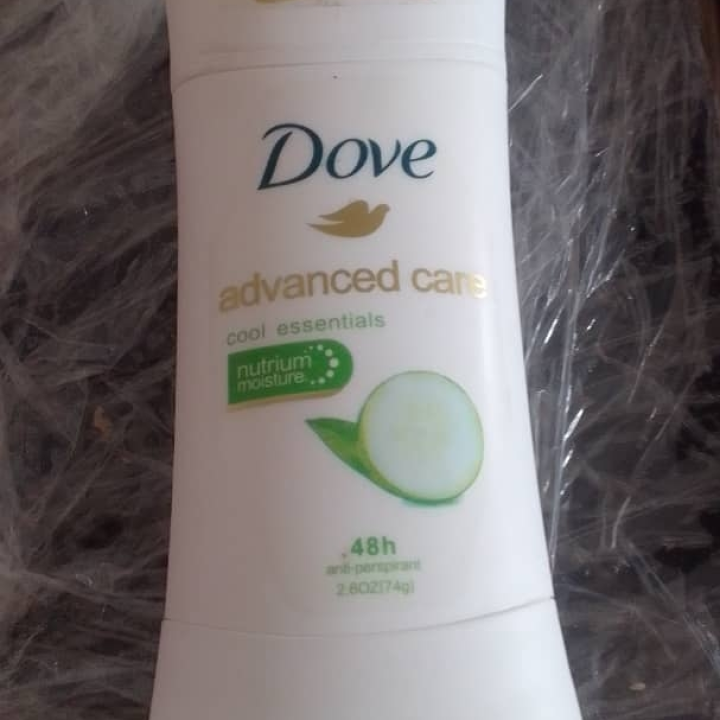 Dove
advanced care
cool essentials
nutrium
moisture
48h
anti-perspirant
2.6OZ(74g)